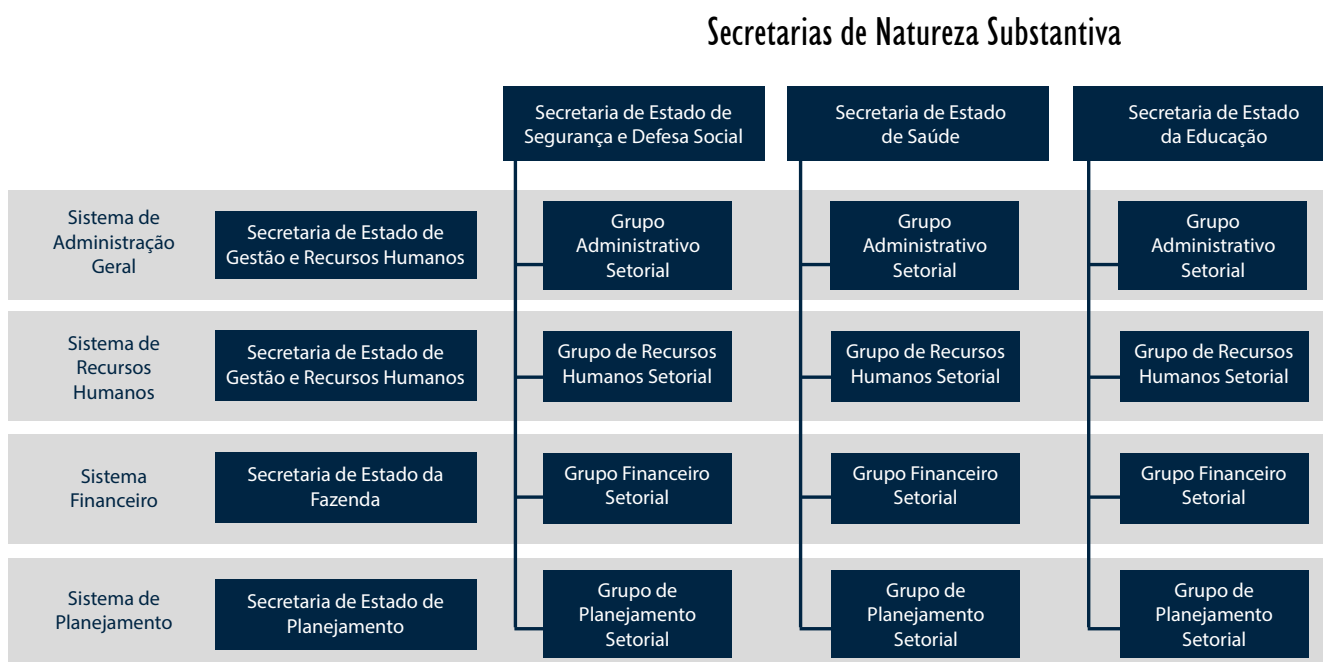 Secretarias de Natureza Substantiva
Secretaria de Estado de
Segurança e Defesa Social
Secretaria de Estado
de Saúde
Secretaria de Estado
da Educação
Sistema de
Administração
Geral
Secretaria de Estado de
Gestão e Recursos Humanos
Grupo
Administrativo
Setorial
Grupo
Administrativo
Setorial
Grupo
Administrativo
Setorial
Sistema de
Recursos
Humanos
Secretaria de Estado de
Gestão e Recursos Humanos
Grupo de Recursos
Humanos Setorial
Grupo de Recursos
Humanos Setorial
Grupo de Recursos
Humanos Setorial
Sistema
Financeiro
Secretaria de Estado da
Fazenda
Grupo Financeiro
Setorial
Grupo Financeiro
Setorial
Grupo Financeiro
Setorial
Sistema de
Planejamento
Secretaria de Estado de
Planejamento
Grupo de
Planejamento
Setorial
Grupo de
Planejamento
Setorial
Grupo de
Planejamento
Setorial